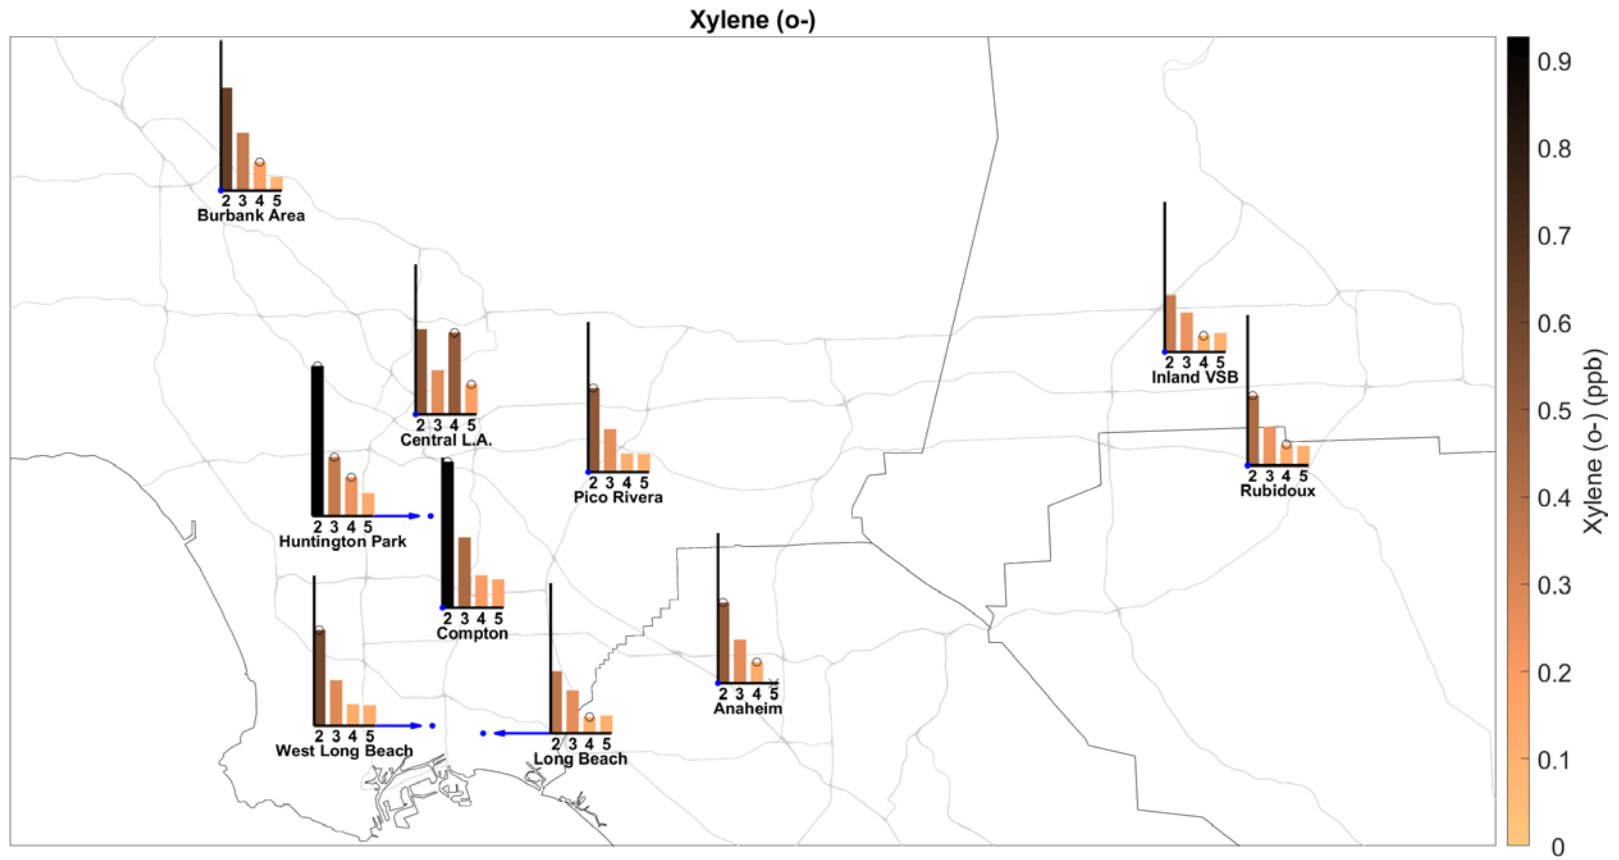 Xylene (o-)
2 3 4 5
Burbank Area
2 3 4 5
Central L.A.
2 3 4 5
Pico Rivera
2 3 4 5
Inland VSB
2 3 4 5
Rubidoux
2 3 4 5
Huntington Park
2 3 4 5
Compton
2 3 4 5
West Long Beach
2 3 4 5
Long Beach
2 3 4 5
Anaheim
0.9
0.8
0.7
0.6
0.5
0.4
0.3
0.2
0.1
0
Xylene (o-) (ppb)